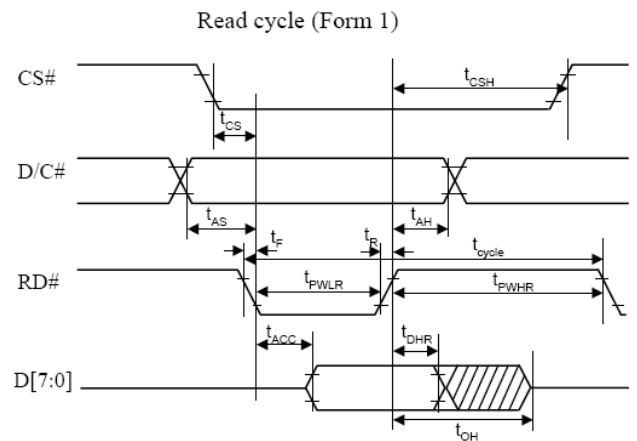 Read cycle (Form 1)
CS#
tCSH
tCS
D/C#
tAS
tAH
tF
tR
tcycle
RD#
tPWLR
tPWHR
tACC
tDHR
D[7:0]
tOH